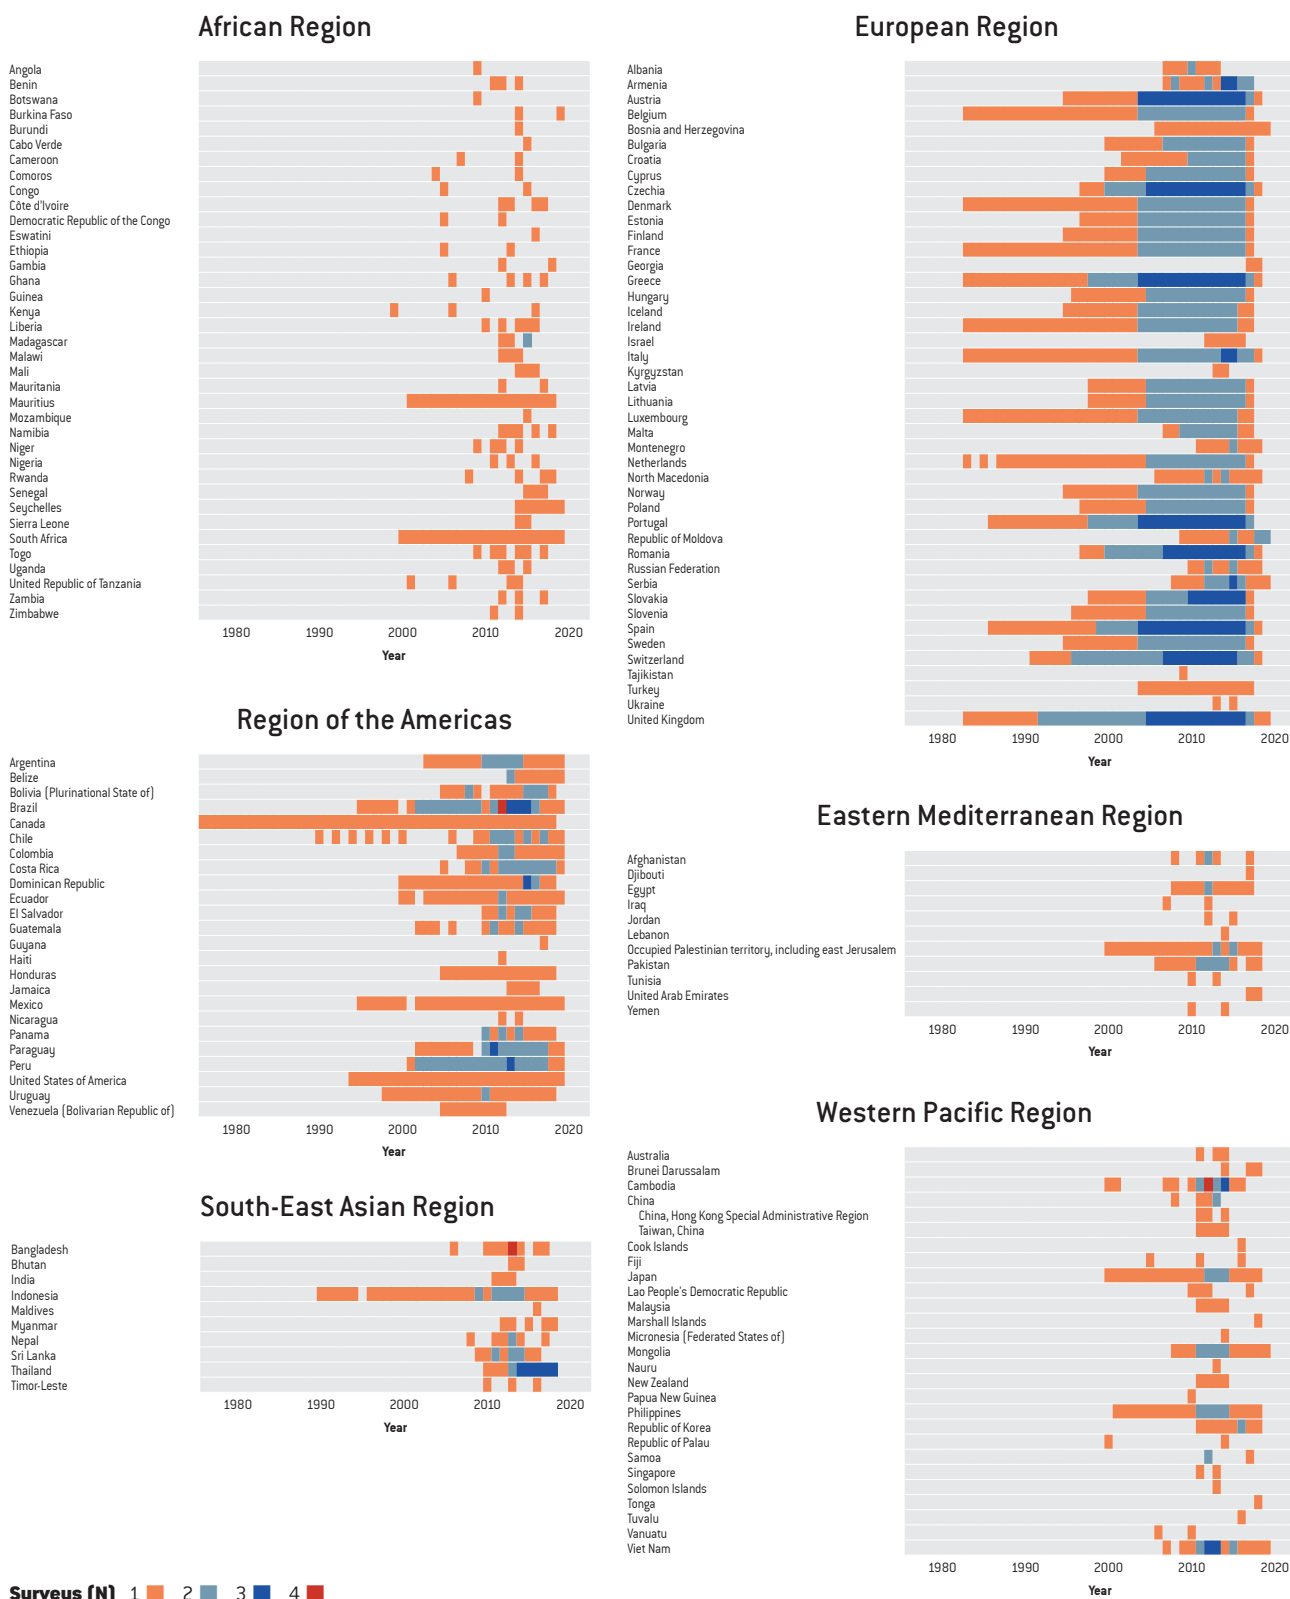 African Region
Angola
Benin
Botswana
Burkina Faso
Burundi
Cabo Verde
Cameroon
Comoros
Congo
Côte d'Ivoire
Democratic Republic of the Congo
Eswatini
Ethiopia
Gambia
Ghana
Guinea
Kenya
Liberia
Madagascar
Malawi
Mali
Mauritania
Mauritius
Mozambique
Namibia
Niger
Nigeria
Rwanda
Senegal
Seychelles
Sierra Leone
South Africa
Togo
Uganda
United Republic of Tanzania
Zambia
Zimbabwe
1980 1990 2000 2010 2020
Year
Region of the Americas
Argentina
Belize
Bolivia (Plurinational State of)
Brazil
Canada
Chile
Colombia
Costa Rica
Dominican Republic
Ecuador
El Salvador
Guatemala
Guyana
Haiti
Honduras
Jamaica
Mexico
Nicaragua
Panama
Paraguay
Peru
United States of America
Uruguay
Venezuela (Bolivarian Republic of)
1980 1990 2000 2010 2020
Year
South-East Asian Region
Bangladesh
Bhutan
India
Indonesia
Maldives
Myanmar
Nepal
Sri Lanka
Thailand
Timor-Leste
1980 1990 2000 2010 2020
Year
Surveys (N) 1 2 3 4
European Region
Albania
Armenia
Austria
Belgium
Bosnia and Herzegovina
Bulgaria
Croatia
Cyprus
Czechia
Denmark
Estonia
Finland
France
Georgia
Greece
Hungary
Iceland
Ireland
Israel
Italy
Kyrgyzstan
Latvia
Lithuania
Luxembourg
Malta
Montenegro
Netherlands
North Macedonia
Norway
Poland
Portugal
Republic of Moldova
Romania
Russian Federation
Serbia
Slovakia
Slovenia
Spain
Sweden
Switzerland
Tajikistan
Turkey
Ukraine
United Kingdom
1980 1990 2000 2010 2020
Year
Eastern Mediterranean Region
Afghanistan
Djibouti
Egypt
Iraq
Jordan
Lebanon
Occupied Palestinian territory, including east Jerusalem
Pakistan
Tunisia
United Arab Emirates
Yemen
1980 1990 2000 2010 2020
Year
Western Pacific Region
Australia
Brunei Darussalam
Cambodia
China
China, Hong Kong Special Administrative Region
Taiwan, China
Cook Islands
Fiji
Japan
Lao People's Democratic Republic
Malaysia
Marshall Islands
Micronesia (Federated States of)
Mongolia
Nauru
New Zealand
Papua New Guinea
Philippines
Republic of Korea
Republic of Palau
Samoa
Singapore
Solomon Islands
Tonga
Tuvalu
Vanuatu
Viet Nam
1980 1990 2000 2010 2020
Year